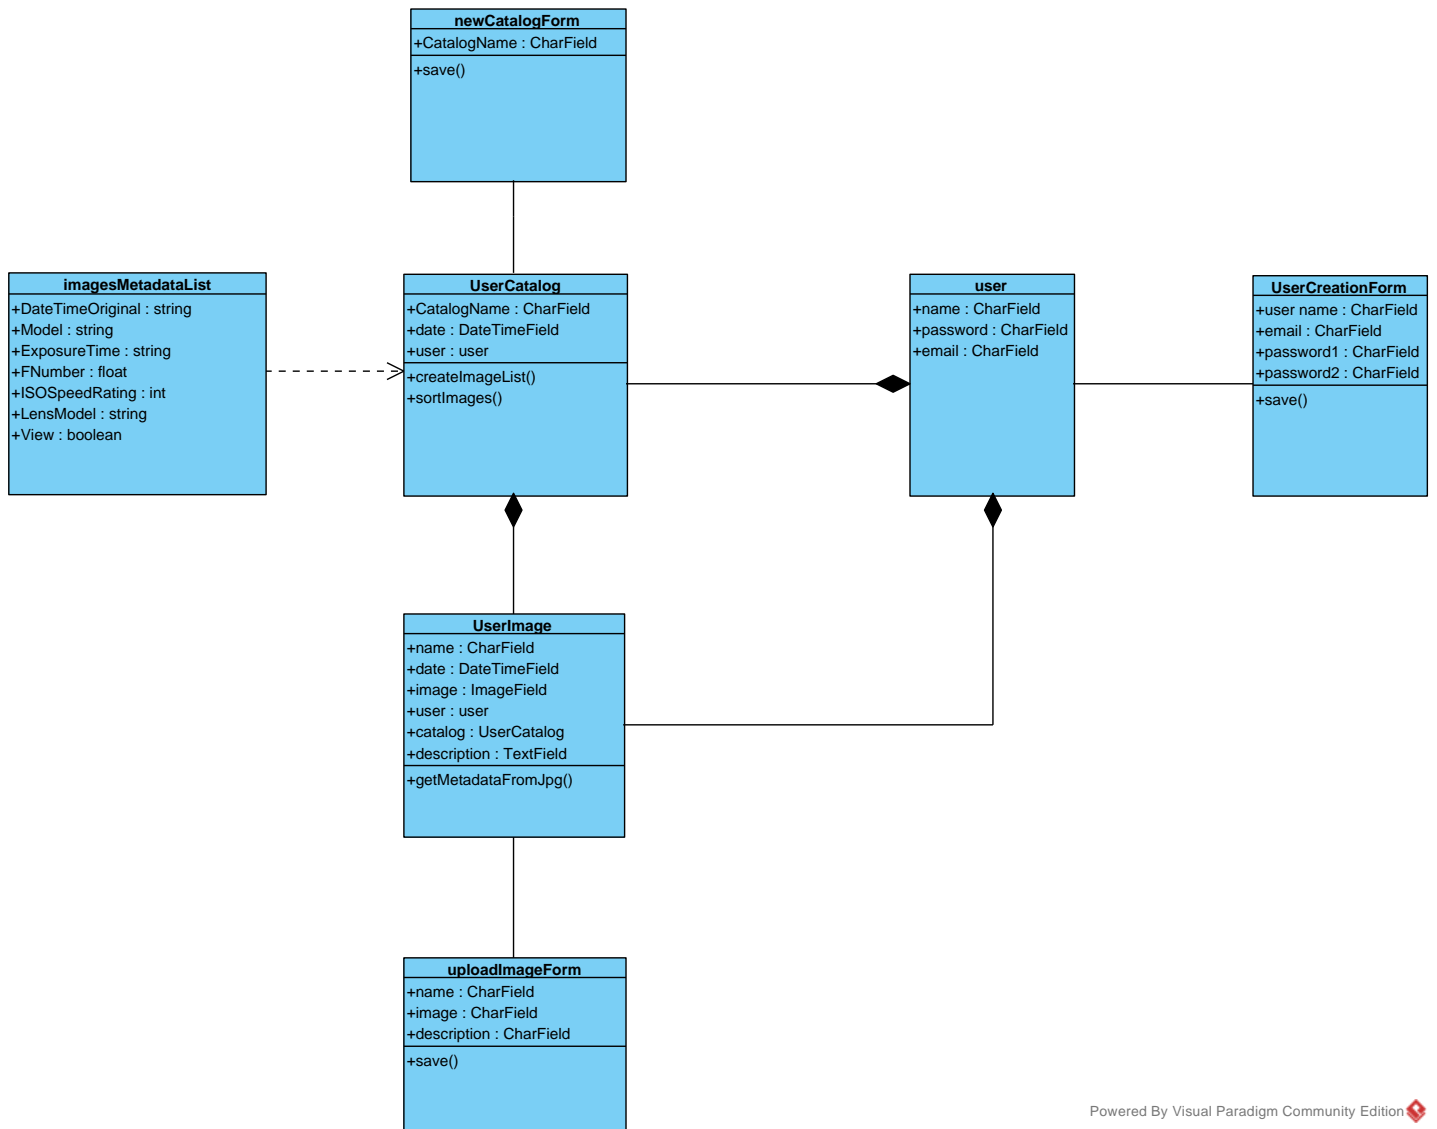 newCatalogForm
+CatalogName : CharField
+save()
imagesMetadataList
+DateTimeOriginal : string
+Model : string
+ExposureTime : string
+FNumber : float
+ISOSpeedRating : int
+LensModel : string
+View : boolean
UserCatalog
+CatalogName : CharField
+date : DateTimeField
+user : user
+createImageList()
+sortImages()
user
+name : CharField
+password : CharField
+email : CharField
UserCreationForm
+user name : CharField
+email : CharField
+password1 : CharField
+password2 : CharField
+save()
UserImage
+name : CharField
+date : DateTimeField
+image : ImageField
+user : user
+catalog : UserCatalog
+description : TextField
+getMetadataFromJpg()
uploadImageForm
+name : CharField
+image : CharField
+description : CharField
+save()
Powered By Visual Paradigm Community Edition